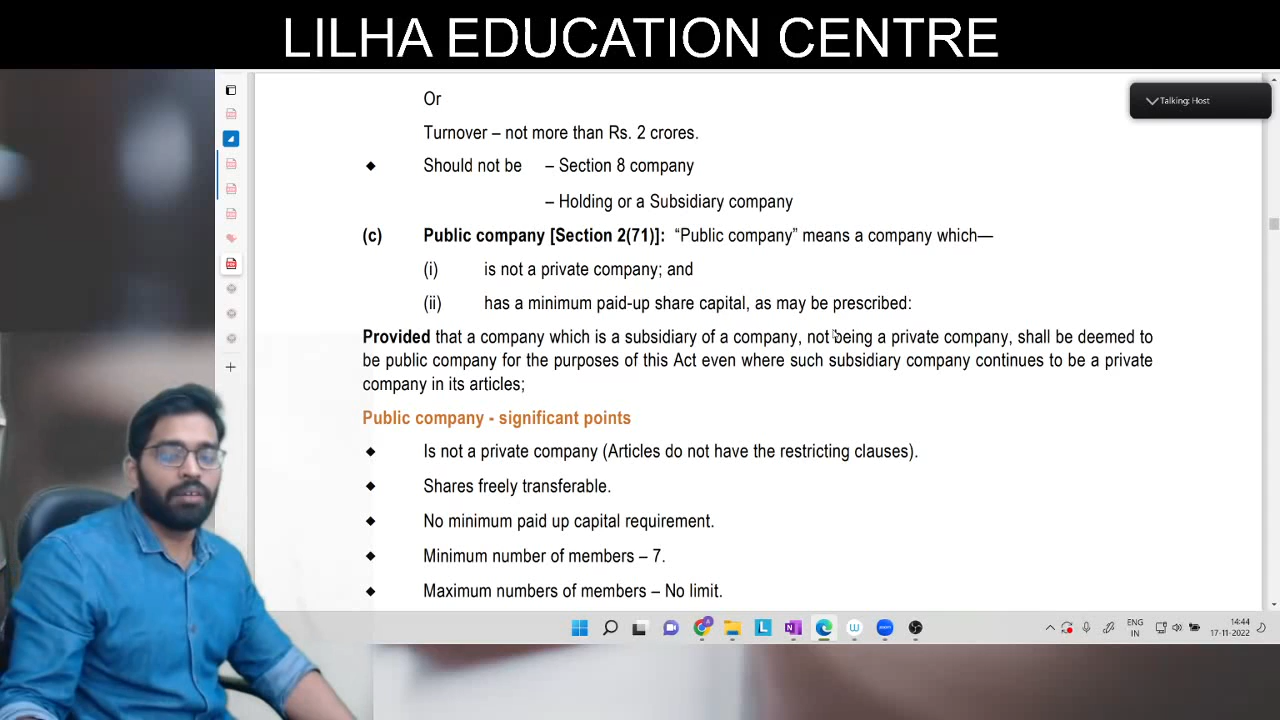 LILHA EDUCATION CENTRE
Talking: Host
Or
Turnover – not more than Rs. 2 crores.
◆ Should not be – Section 8 company
– Holding or a Subsidiary company
(c) Public company [Section 2(71)]: “Public company” means a company which—
(i) is not a private company; and
(ii) has a minimum paid-up share capital, as may be prescribed:
Provided that a company which is a subsidiary of a company, not being a private company, shall be deemed to
be public company for the purposes of this Act even where such subsidiary company continues to be a private
company in its articles;
Public company - significant points
◆ Is not a private company (Articles do not have the restricting clauses).
◆ Shares freely transferable.
◆ No minimum paid up capital requirement.
◆ Minimum number of members – 7.
◆ Maximum numbers of members – No limit.
ENG
IN
14:44
17-11-2022